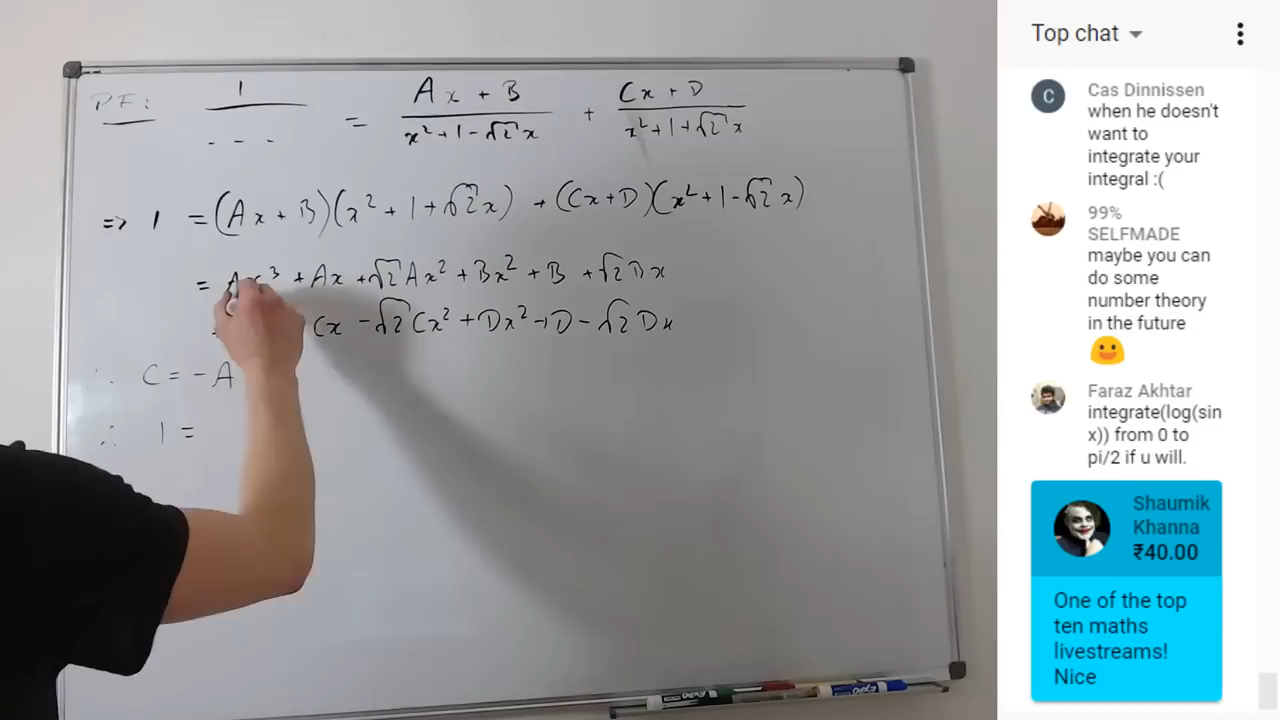 PF: 1 / ... = Ax + B / x² + 1 - √2 x + Cx + D / x² + 1 + √2 x
=> 1 = (Ax + B)(x² + 1 + √2 x) + (Cx + D)(x² + 1 - √2 x)
= Ax³ + Ax + √2 Ax² + Bx² + B + √2 Bx
Cx - √2 Cx² + Dx² + D - √2 Dx
∴ C = -A
∴ 1 =
Top chat
Cas Dinnissen
when he doesn't
want to
integrate your
integral :(
99%
SELFMADE
maybe you can
do some
number theory
in the future
Faraz Akhtar
integrate(log(sin
x)) from 0 to
pi/2 if u will.
Shaumik
Khanna
₹40.00
One of the top
ten maths
livestreams!
Nice
C